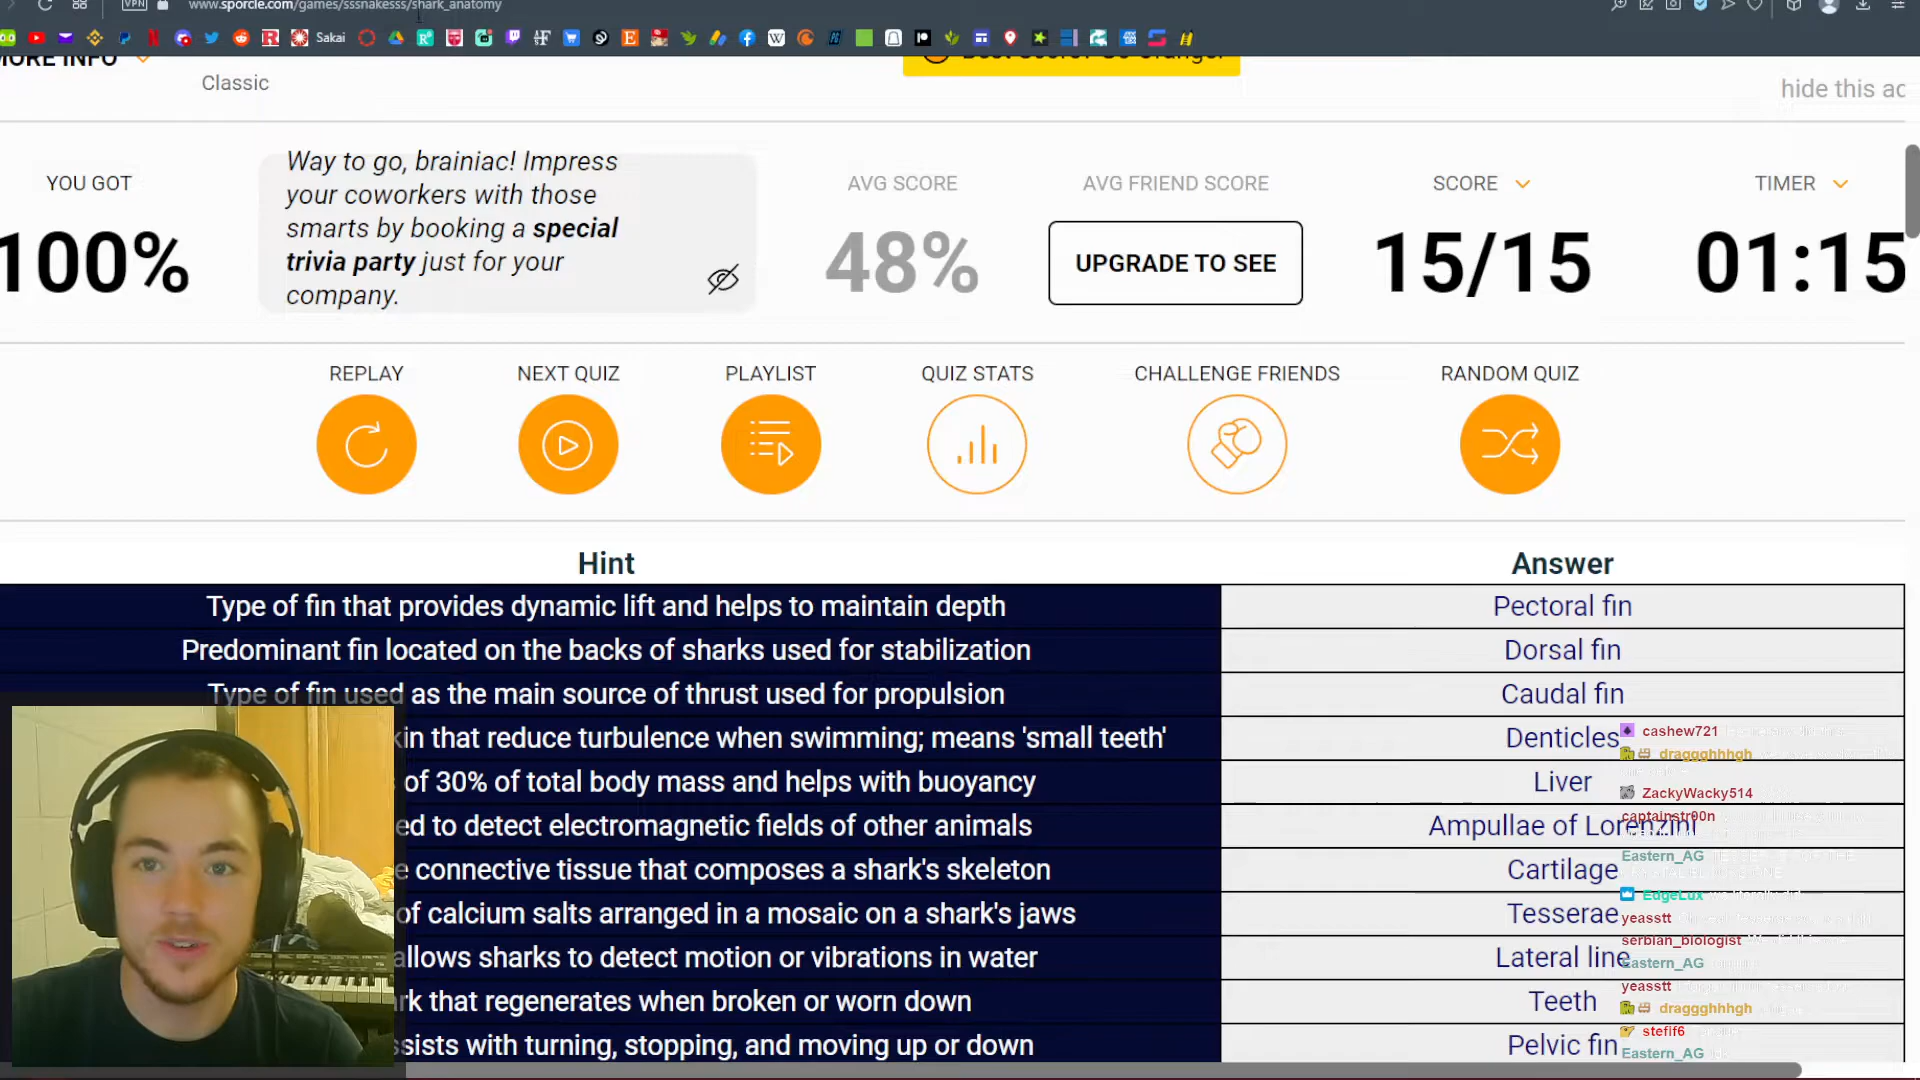 www.sporcle.com/games/sssnakesss/shark_anatomy
VPN
Sakai
MORE INFO
Classic
hide this ad
YOU GOT
100%
Way to go, brainiac! Impress
your coworkers with those
smarts by booking a special
trivia party just for your
company.
AVG SCORE
48%
AVG FRIEND SCORE
UPGRADE TO SEE
SCORE
15/15
TIMER
01:15
REPLAY
NEXT QUIZ
PLAYLIST
QUIZ STATS
CHALLENGE FRIENDS
RANDOM QUIZ
Hint Answer
Type of fin that provides dynamic lift and helps to maintain depth Pectoral fin
Predominant fin located on the backs of sharks used for stabilization Dorsal fin
Type of fin used as the main source of thrust used for propulsion Caudal fin
kin that reduce turbulence when swimming; means 'small teeth' Denticles
of 30% of total body mass and helps with buoyancy Liver
ed to detect electromagnetic fields of other animals Ampullae of Lorenzini
e connective tissue that composes a shark's skeleton Cartilage
of calcium salts arranged in a mosaic on a shark's jaws Tesserae
allows sharks to detect motion or vibrations in water Lateral line
rk that regenerates when broken or worn down Teeth
ssists with turning, stopping, and moving up or down Pelvic fin
cashew721
draggghhhgh
ZackyWacky514
captainstr00n
Eastern_AG
EdgeLux
yeasstt
serbian_biologist
Eastern_AG
yeasstt
draggghhhgh
stefif6
Eastern_AG